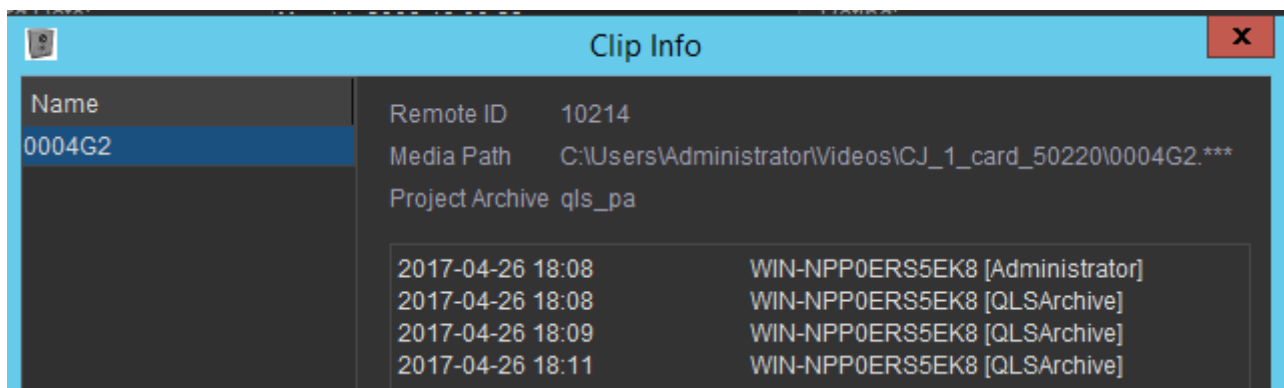 Clip Info
x
Name
0004G2
Remote ID 10214
Media Path C:\Users\Administrator\Videos\CJ_1_card_50220\0004G2.***
Project Archive qls_pa
2017-04-26 18:08 WIN-NPP0ERS5EK8 [Administrator]
2017-04-26 18:08 WIN-NPP0ERS5EK8 [QLSArchive]
2017-04-26 18:09 WIN-NPP0ERS5EK8 [QLSArchive]
2017-04-26 18:11 WIN-NPP0ERS5EK8 [QLSArchive]